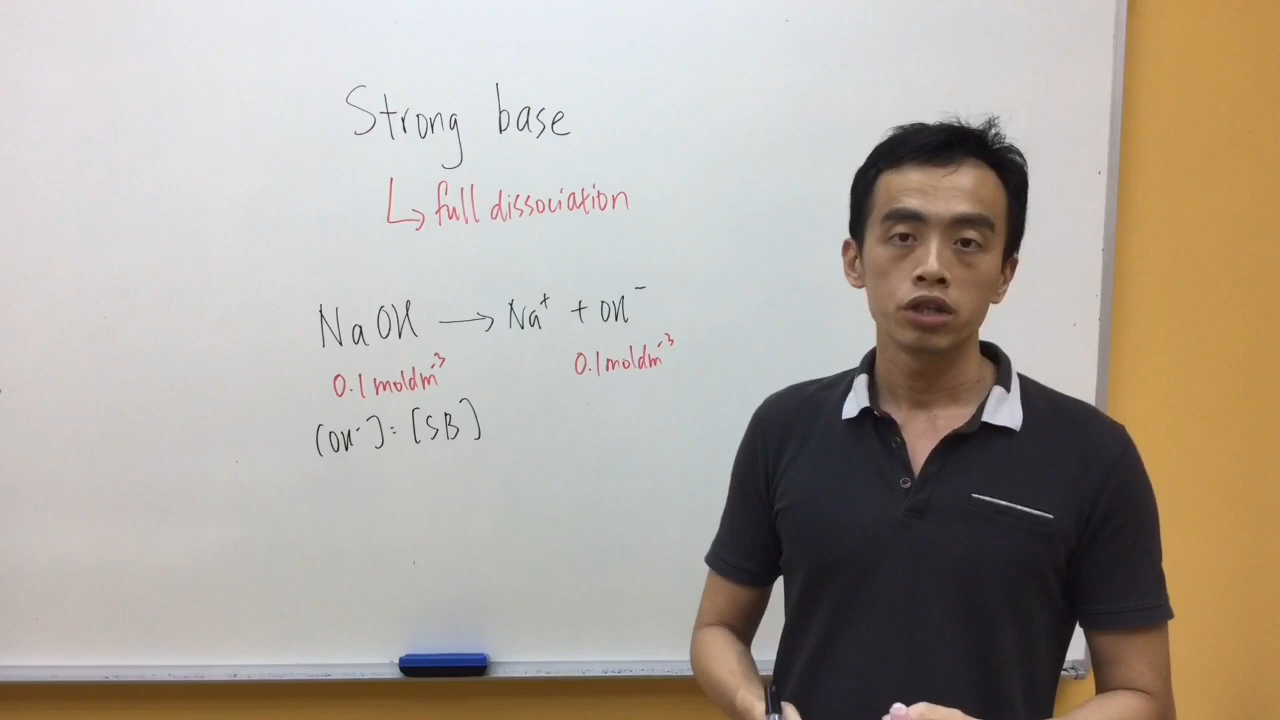 Strong base
↳ full dissociation
NaOH → Na⁺ + OH⁻
0.1 moldm⁻³ 0.1 moldm⁻³
[OH⁻] = [SB]